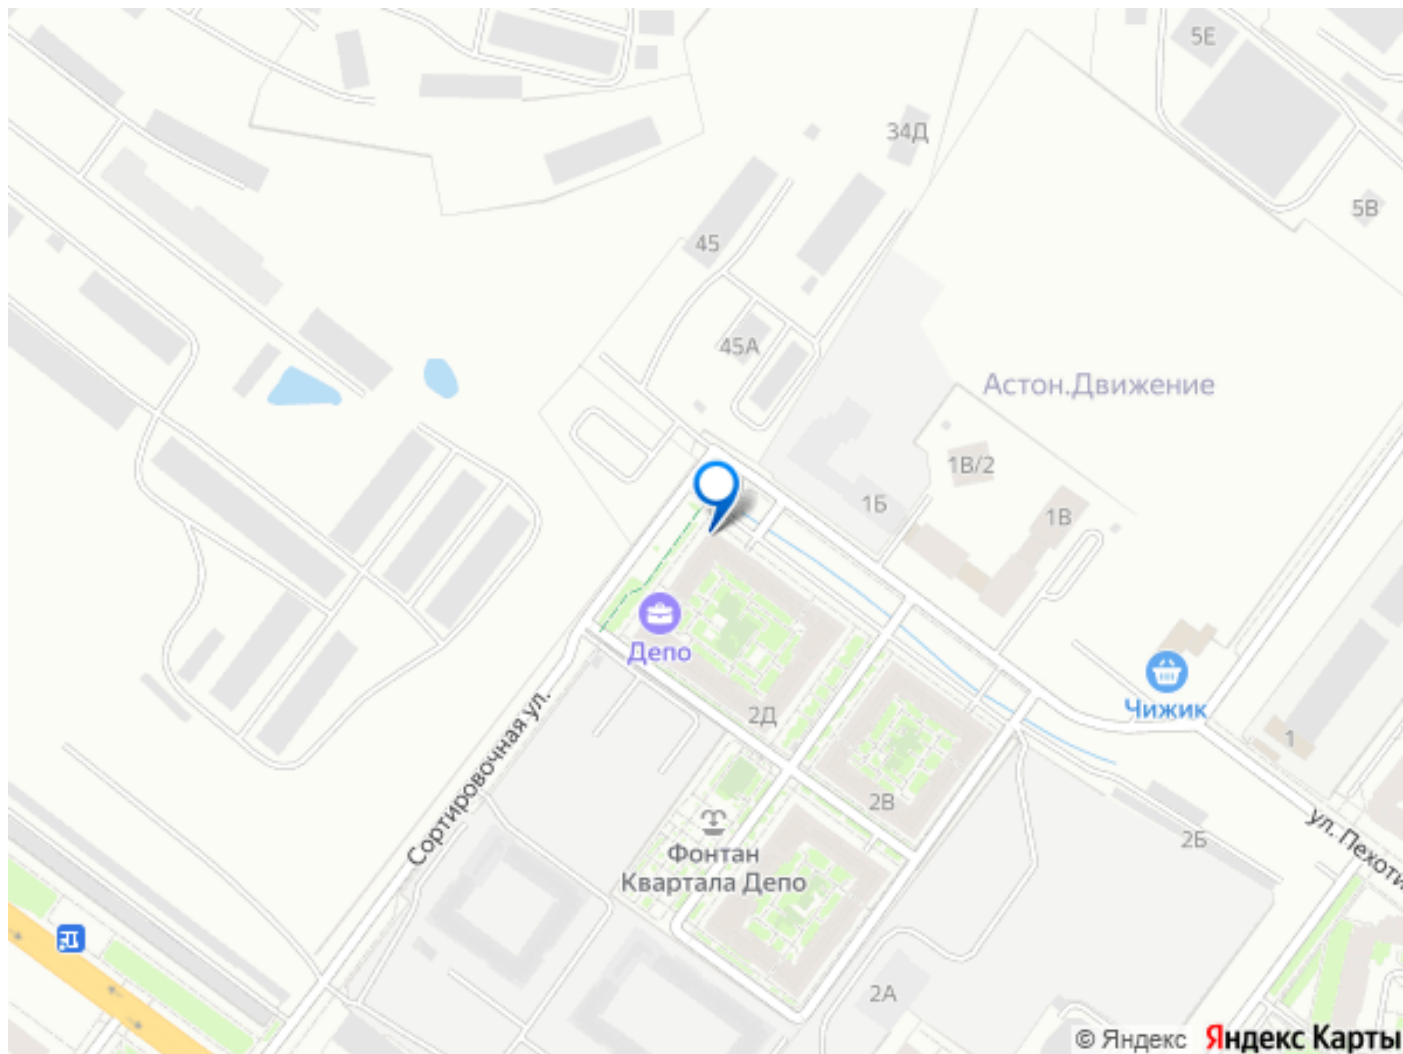 5Е
34Д
5В
45
45А
Астон.Движение
1В/2
1Б
1В
Депо
Чижик
2Д
1
Сортировочная ул.
2В
ул. Пехоти
2Б
Фонтан
Квартала Депо
2А
© Яндекс Яндекс Карты